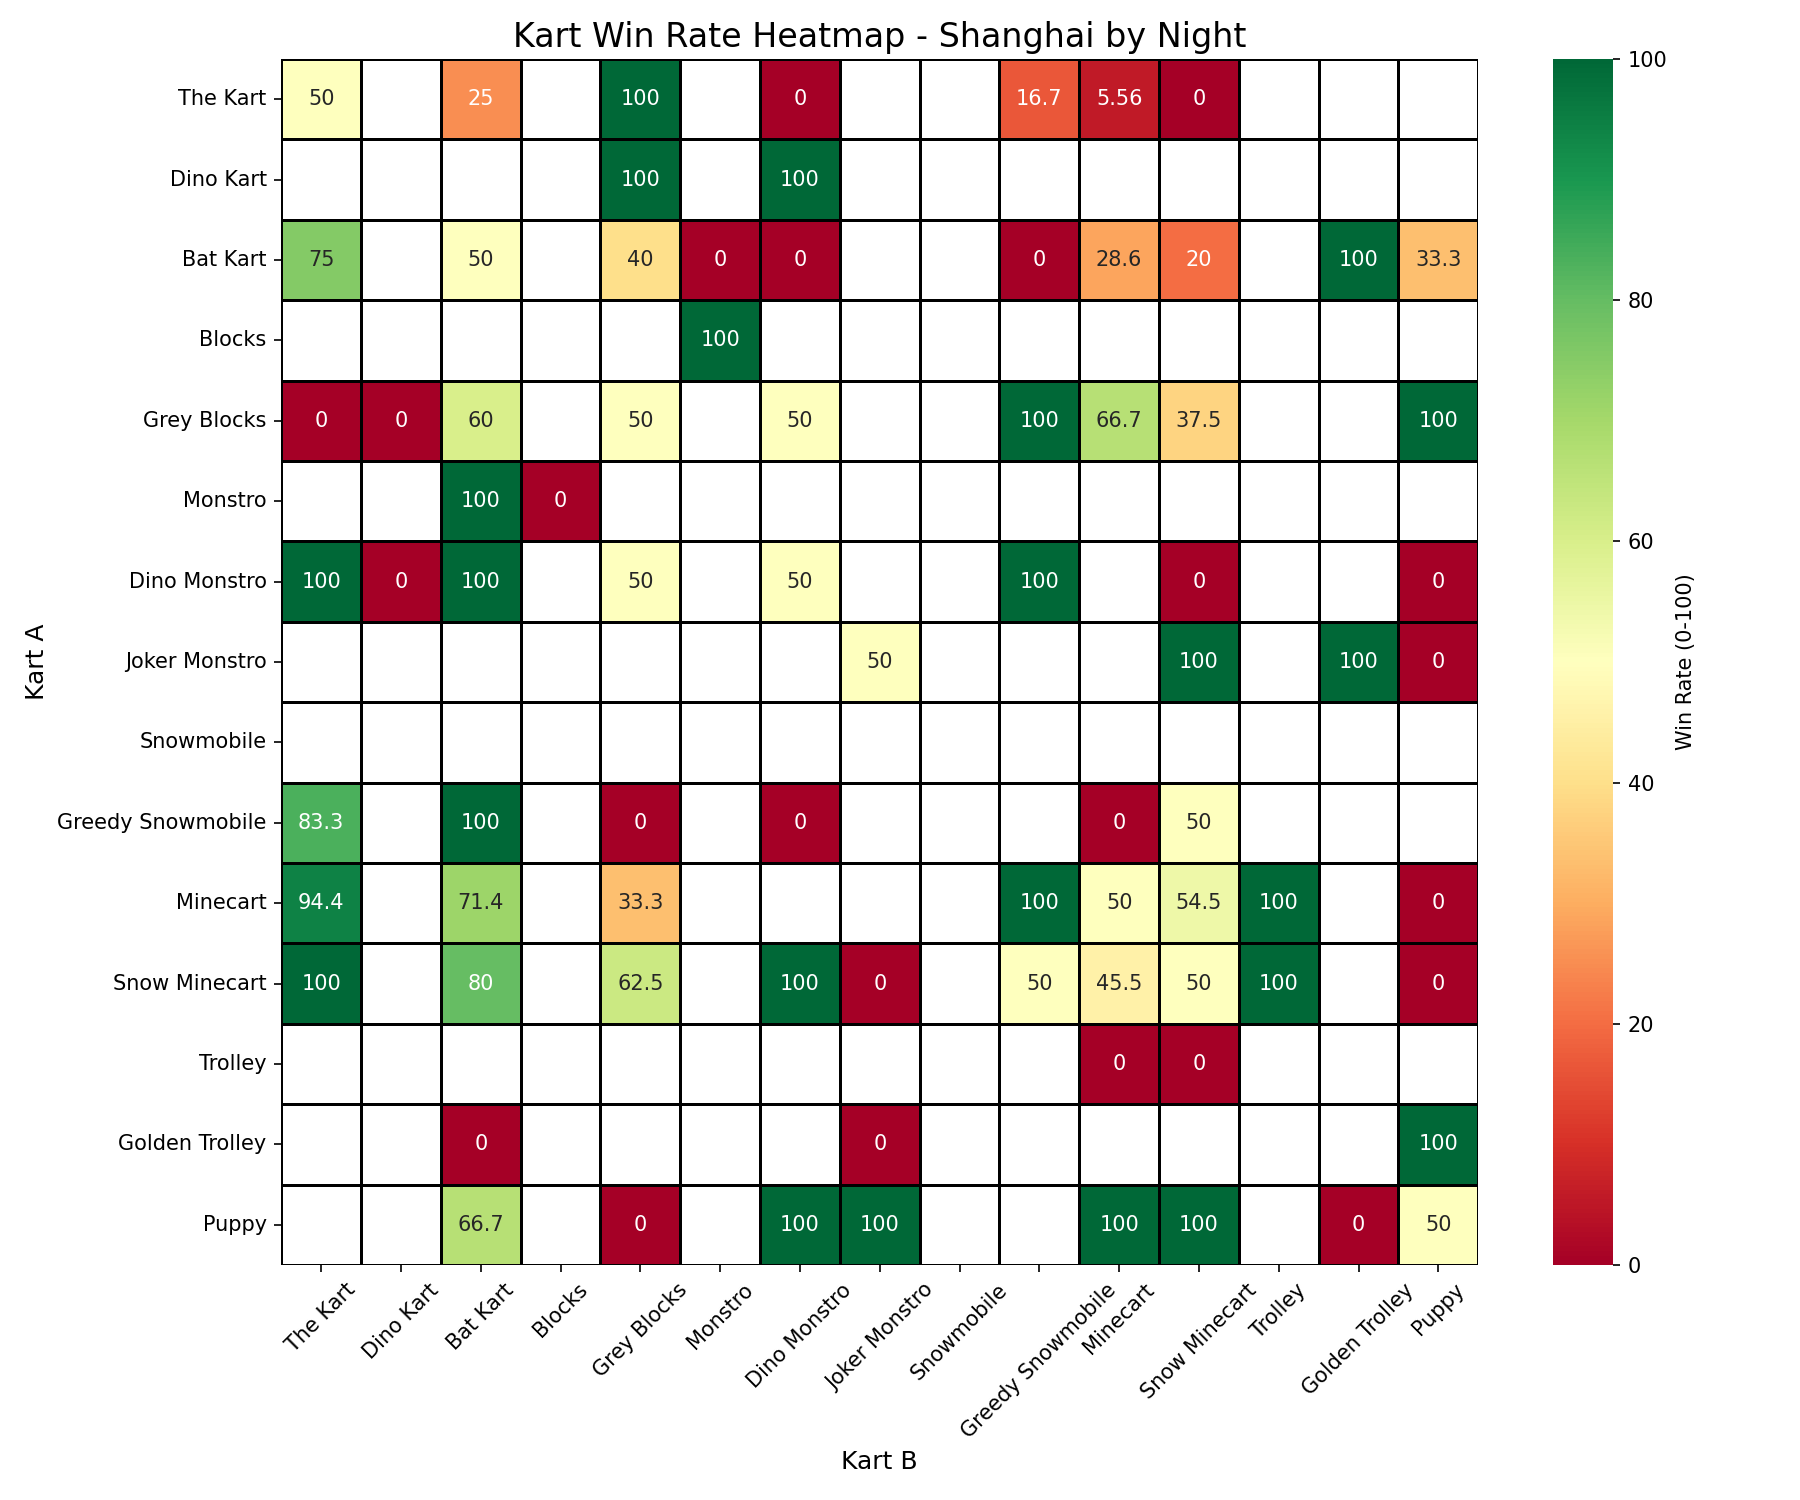 Kart Win Rate Heatmap - Shanghai by Night
The Kart 50 25 100 0 16.7 5.56 0
Dino Kart 100 100
Bat Kart 75 50 40 0 0 0 28.6 20 100 33.3
Blocks 100
Grey Blocks 0 0 60 50 50 100 66.7 37.5 100
Monstro 100 0
Dino Monstro 100 0 100 50 50 100 0 0
Joker Monstro 50 100 100 0
Snowmobile
Greedy Snowmobile 83.3 100 0 0 0 50
Minecart 94.4 71.4 33.3 100 50 54.5 100 0
Snow Minecart 100 80 62.5 100 0 50 45.5 50 100 0
Trolley 0 0
Golden Trolley 0 0 100
Puppy 66.7 0 100 100 100 100 0 50
The Kart Dino Kart Bat Kart Blocks Grey Blocks Monstro Dino Monstro Joker Monstro Snowmobile Greedy Snowmobile Minecart Snow Minecart Trolley Golden Trolley Puppy
Kart B
Kart A
100
80
60
40
20
0
Win Rate (0-100)